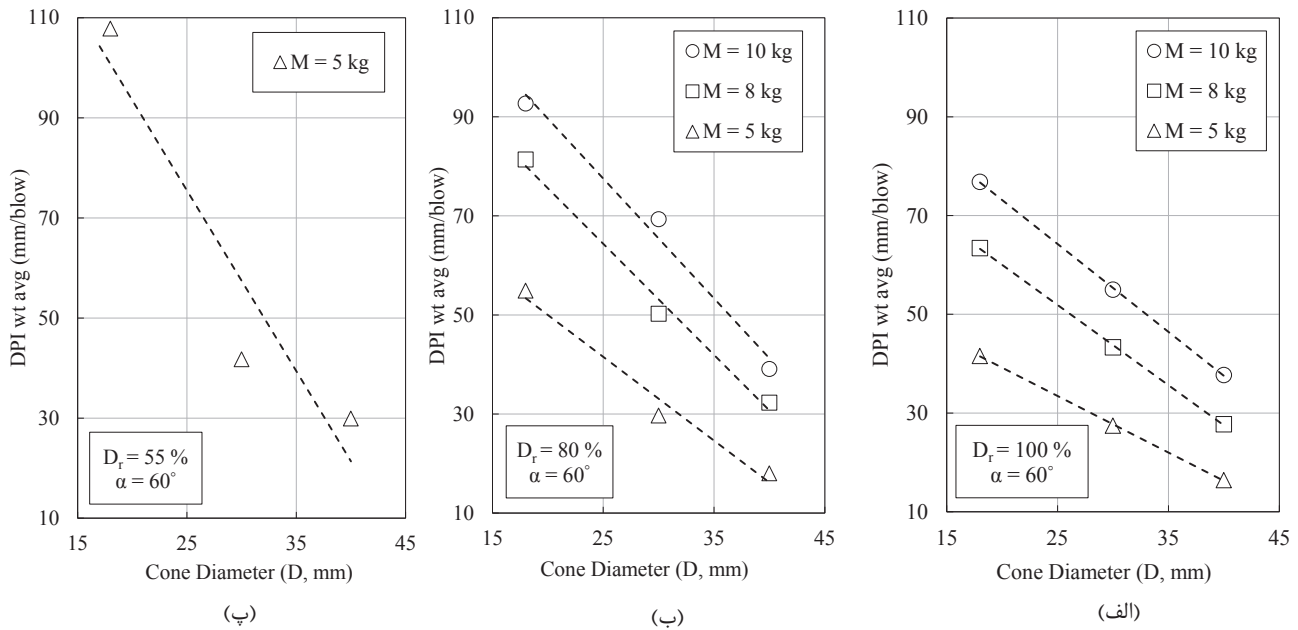 DPI wt avg (mm/blow)
110
90
70
50
30
10
△ M = 5 kg
Dr = 55 %
α = 60°
15 25 35 45
Cone Diameter (D, mm)
(پ)
DPI wt avg (mm/blow)
110
90
70
50
30
10
○ M = 10 kg
□ M = 8 kg
△ M = 5 kg
Dr = 80 %
α = 60°
15 25 35 45
Cone Diameter (D, mm)
(ب)
DPI wt avg (mm/blow)
110
90
70
50
30
10
○ M = 10 kg
□ M = 8 kg
△ M = 5 kg
Dr = 100 %
α = 60°
15 25 35 45
Cone Diameter (D, mm)
(الف)